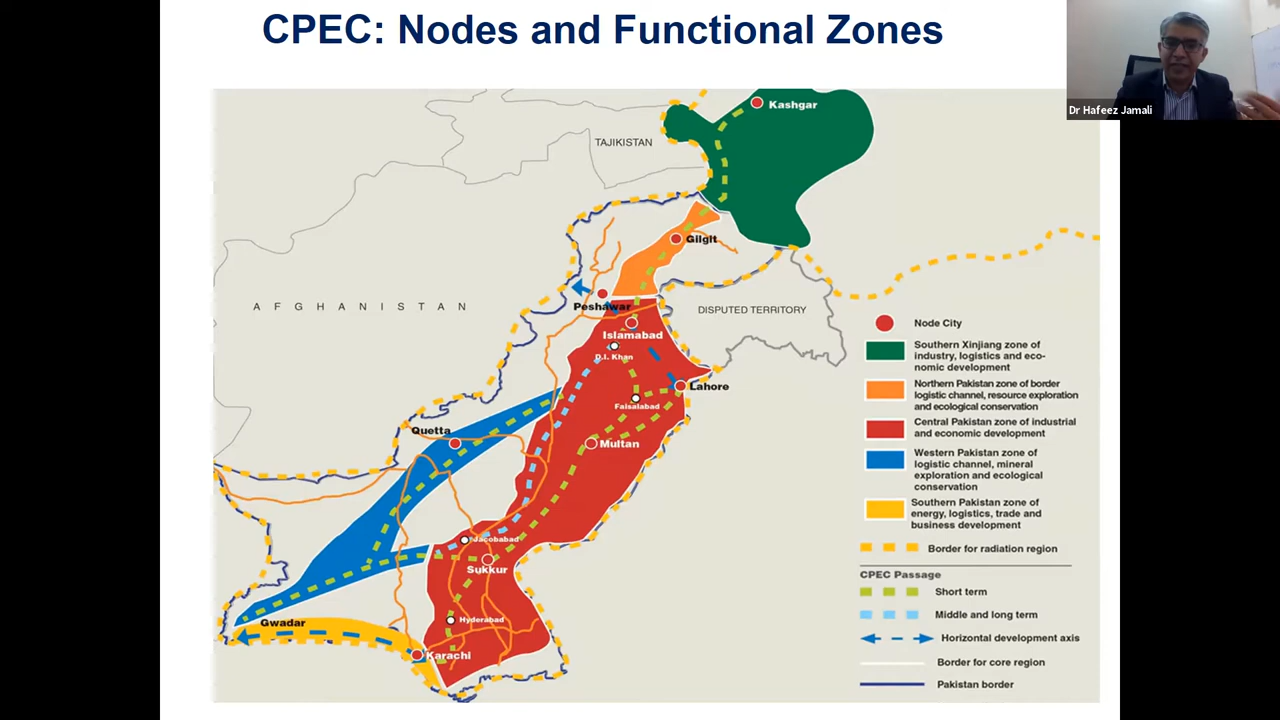 CPEC: Nodes and Functional Zones
Dr Hafeez Jamali
Kashgar
TAJIKISTAN
Gilgit
AFGHANISTAN
Peshawar
DISPUTED TERRITORY
Islamabad
D.I. Khan
Lahore
Faisalabad
Quetta
Multan
Jacobabad
Sukkur
Hyderabad
Gwadar
Karachi
Node City
Southern Xinjiang zone of
industry, logistics and eco-
nomic development
Northern Pakistan zone of border
logistic channel, resource exploration
and ecological conservation
Central Pakistan zone of industrial
and economic development
Western Pakistan zone of
logistic channel, mineral
exploration and ecological
conservation
Southern Pakistan zone of
energy, logistics, trade and
business development
Border for radiation region
CPEC Passage
Short term
Middle and long term
Horizontal development axis
Border for core region
Pakistan border